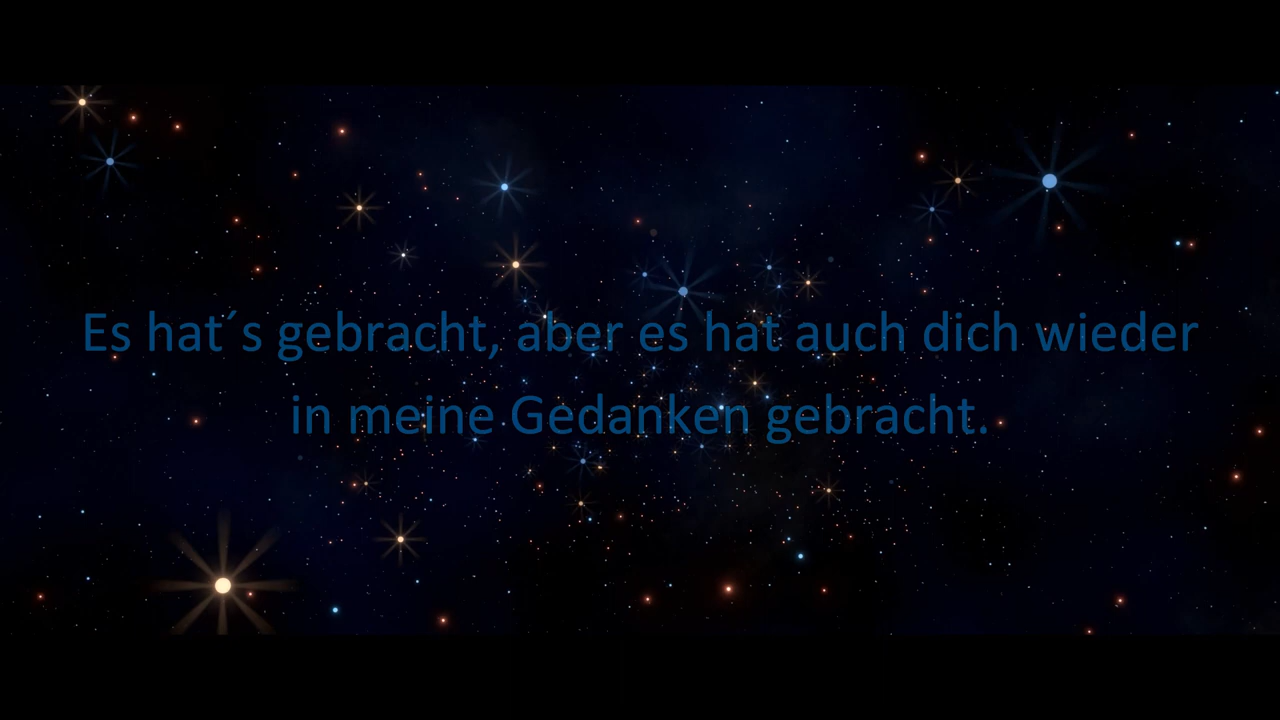 Es hat´s gebracht, aber es hat auch dich wieder
in meine Gedanken gebracht.